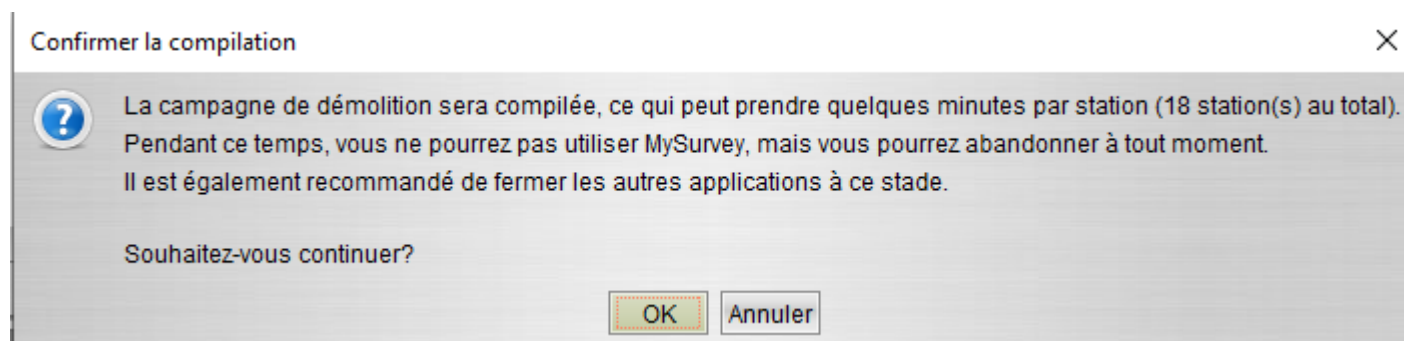 Confirmer la compilation
La campagne de démolition sera compilée, ce qui peut prendre quelques minutes par station (18 station(s) au total).
Pendant ce temps, vous ne pourrez pas utiliser MySurvey, mais vous pourrez abandonner à tout moment.
Il est également recommandé de fermer les autres applications à ce stade.
Souhaitez-vous continuer?
OK Annuler